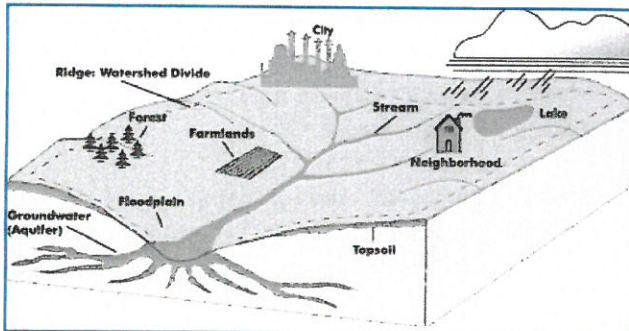 City
Ridge: Watershed Divide
Forest
Stream
Lake
Farmlands
Neighborhood
Floodplain
Groundwater
(Aquifer)
Topsoil